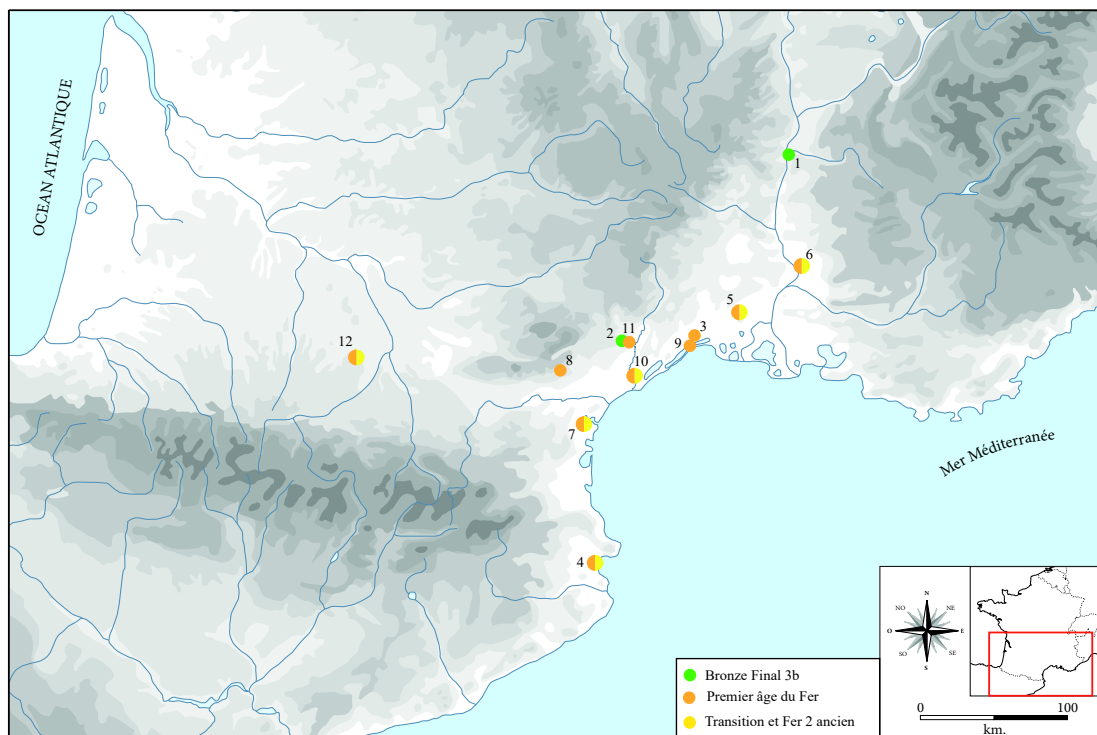 OCEAN ATLANTIQUE
1
6
5
3
2
11
9
12
8
10
7
Mer Méditerranée
4
N
NO
NE
O
E
SO
SE
S
Bronze Final 3b
Premier âge du Fer
Transition et Fer 2 ancien
0
100
km.